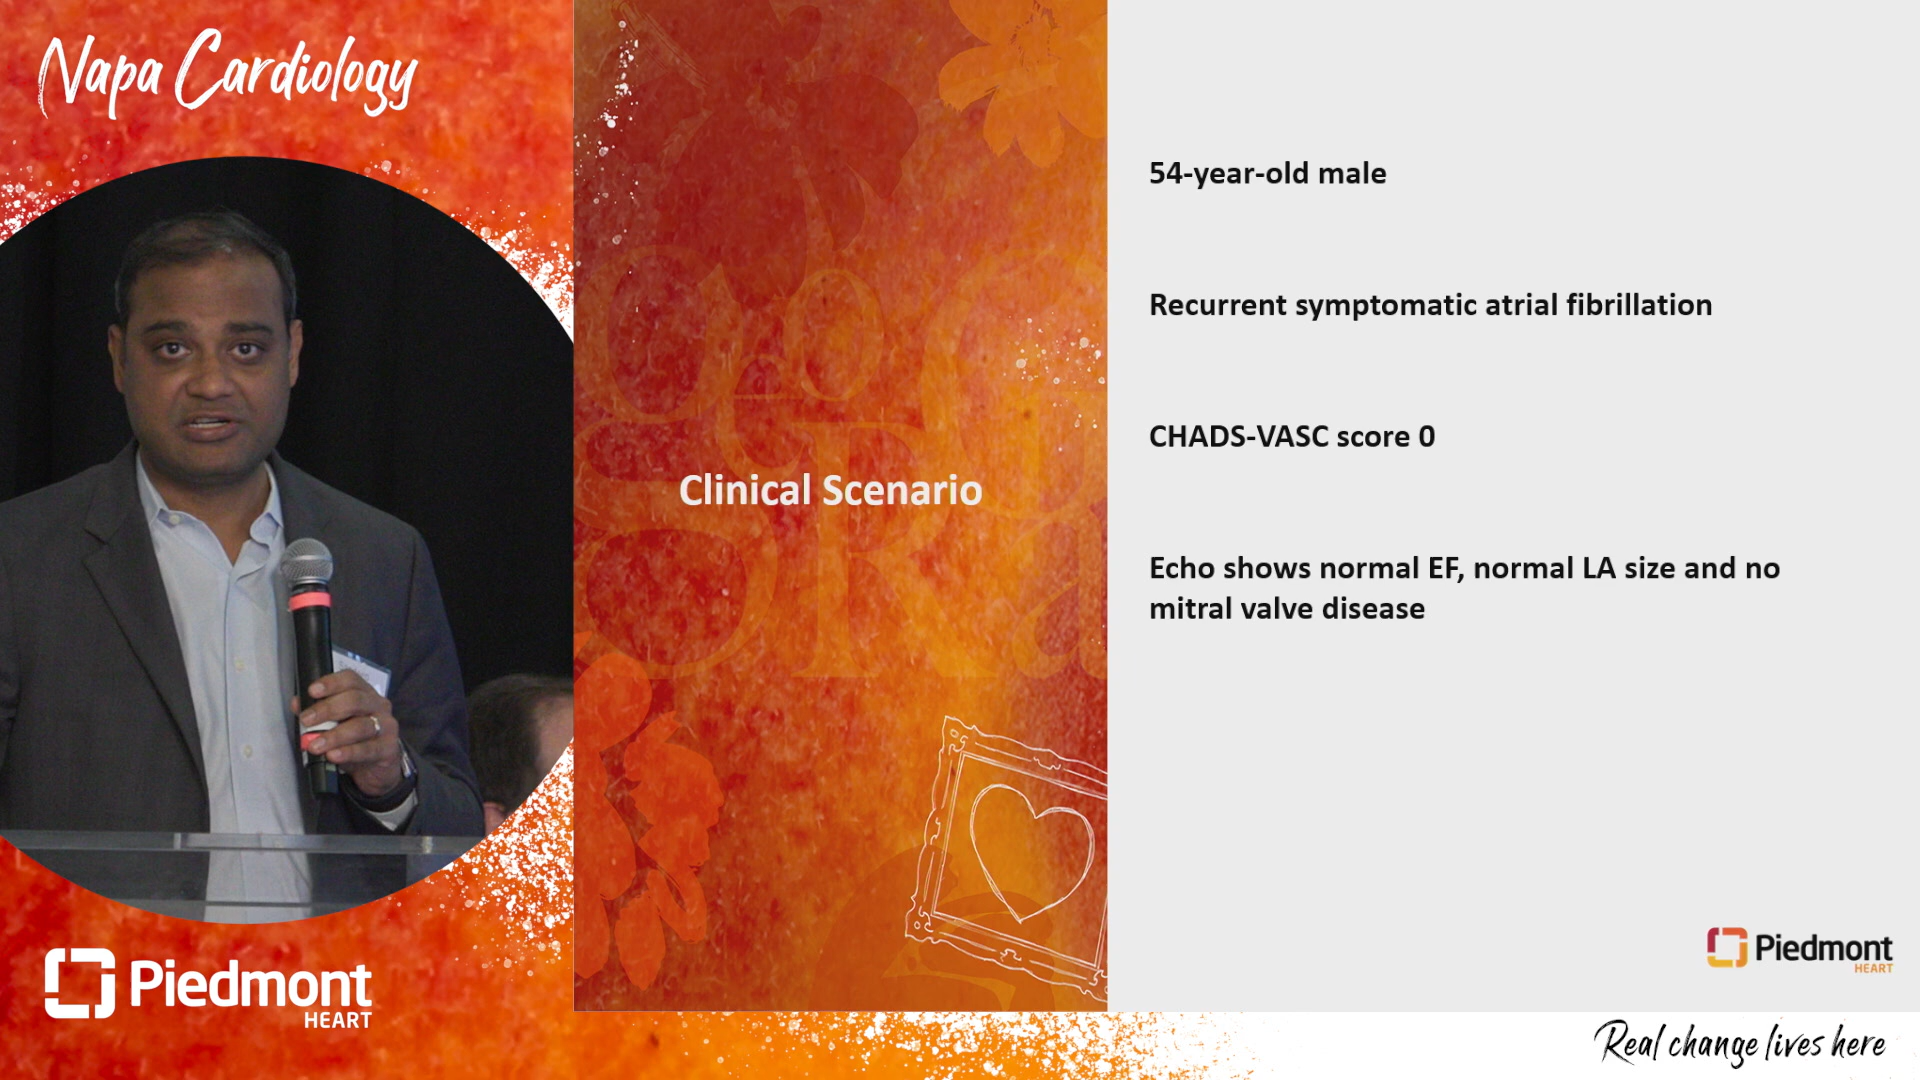 Napa Cardiology
Clinical Scenario
54-year-old male
Recurrent symptomatic atrial fibrillation
CHADS-VASC score 0
Echo shows normal EF, normal LA size and no
mitral valve disease
Piedmont
HEART
Piedmont
HEART
Real change lives here